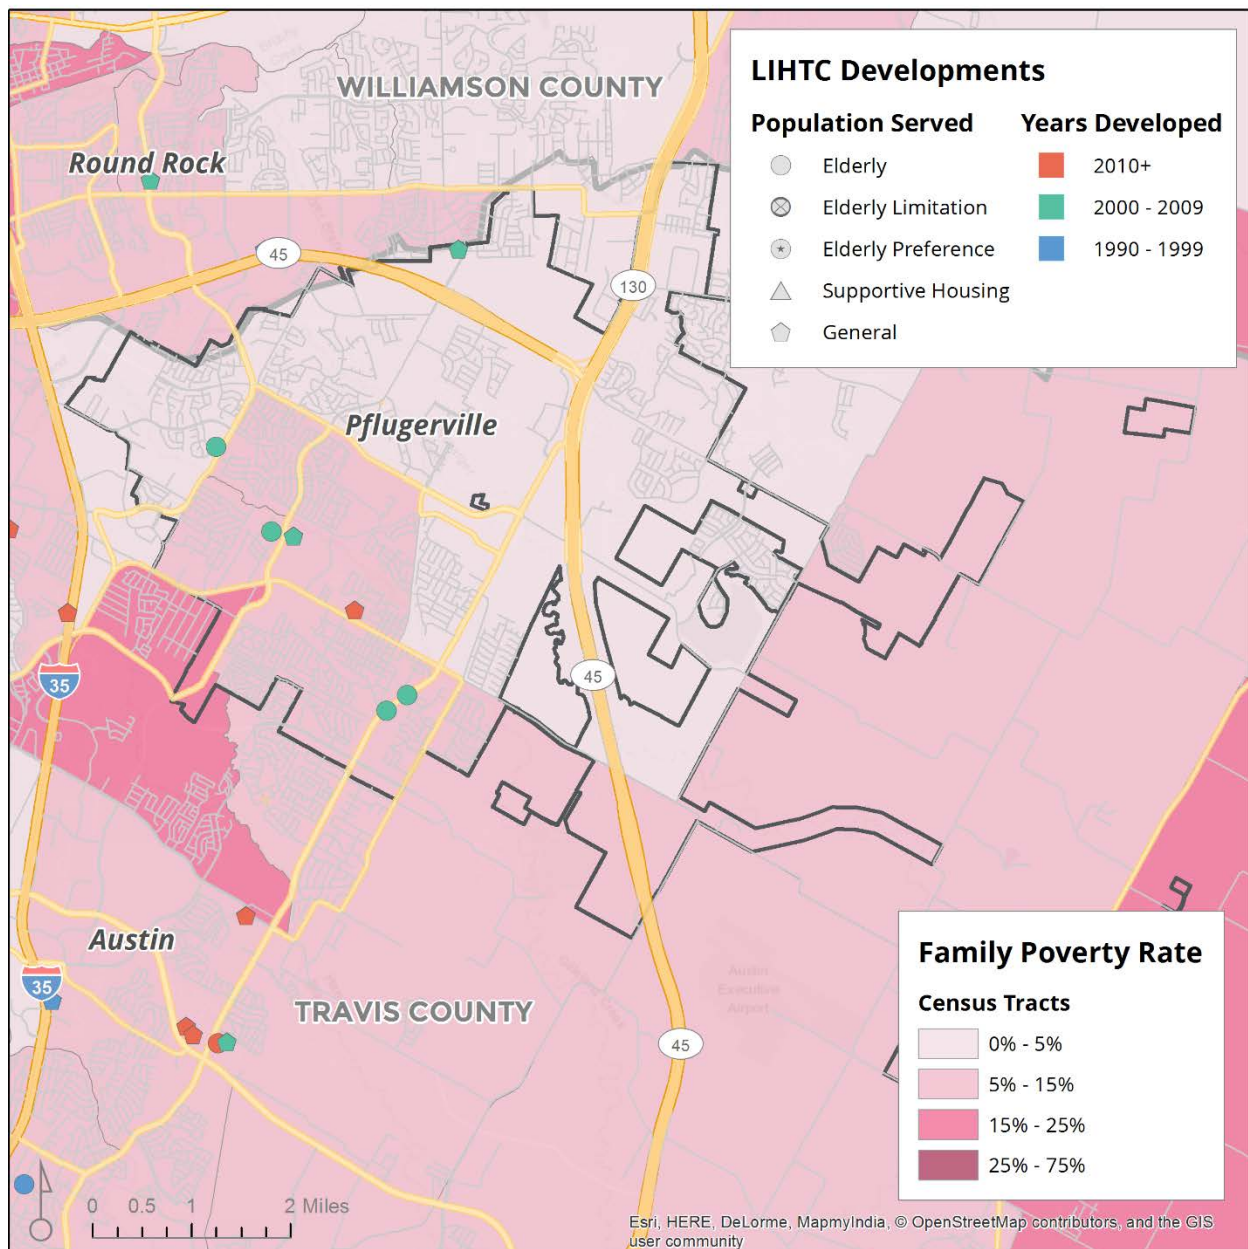 WILLIAMSON COUNTY
Round Rock
45
130
Pflugerville
35
45
Austin
35
TRAVIS COUNTY
Austin
Executive
Airport
45
LIHTC Developments
Population Served
Years Developed
Elderly
2010+
Elderly Limitation
2000 - 2009
Elderly Preference
1990 - 1999
Supportive Housing
General
Family Poverty Rate
Census Tracts
0% - 5%
5% - 15%
15% - 25%
25% - 75%
0 0.5 1 2 Miles
Esri, HERE, DeLorme, MapmyIndia, © OpenStreetMap contributors, and the GIS
user community